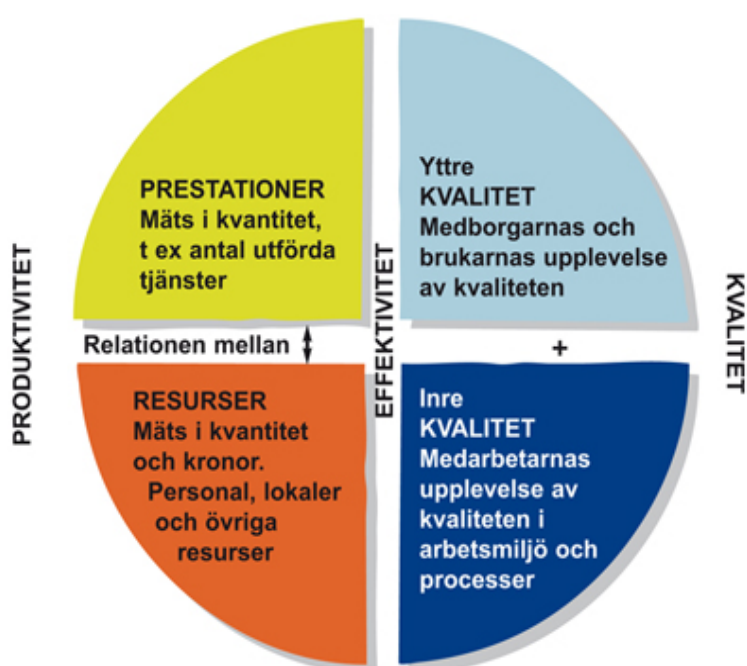 PRODUKTIVITET
PRESTATIONER
Mäts i kvantitet,
t ex antal utförda
tjänster
Relationen mellan
RESURSER
Mäts i kvantitet
och kronor.
Personal, lokaler
och övriga
resurser
EFFEKTIVITET
Yttre
KVALITET
Medborgarnas och
brukarnas upplevelse
av kvaliteten
+
Inre
KVALITET
Medarbetarnas
upplevelse av
kvaliteten i
arbetsmiljö och
processer
KVALITET